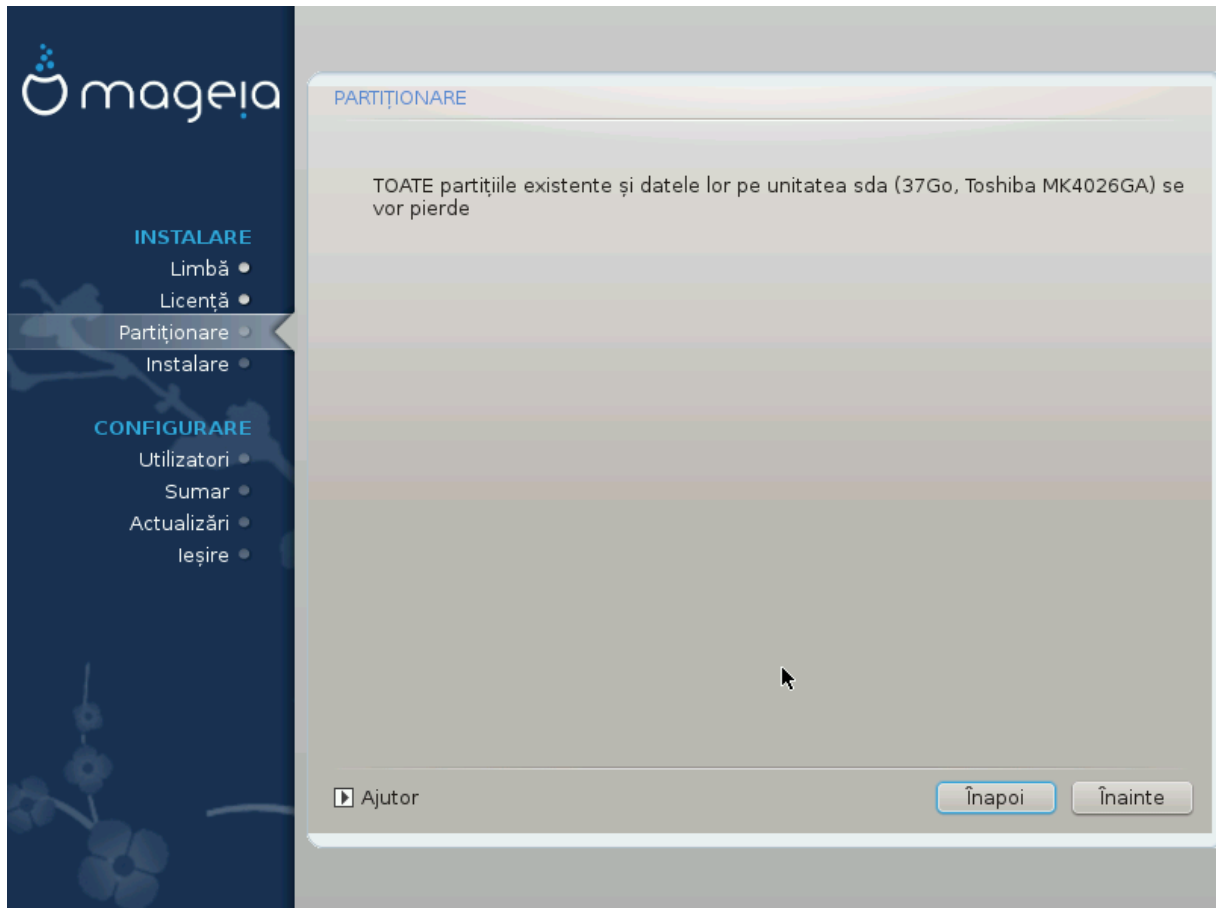 mageia
PARTIȚIONARE
TOATE partițiile existente și datele lor pe unitatea sda (37Go, Toshiba MK4026GA) se
vor pierde
INSTALARE
Limbă
Licență
Partiționare
Instalare
CONFIGURARE
Utilizatori
Sumar
Actualizări
Ieșire
Ajutor
Înapoi
Înainte